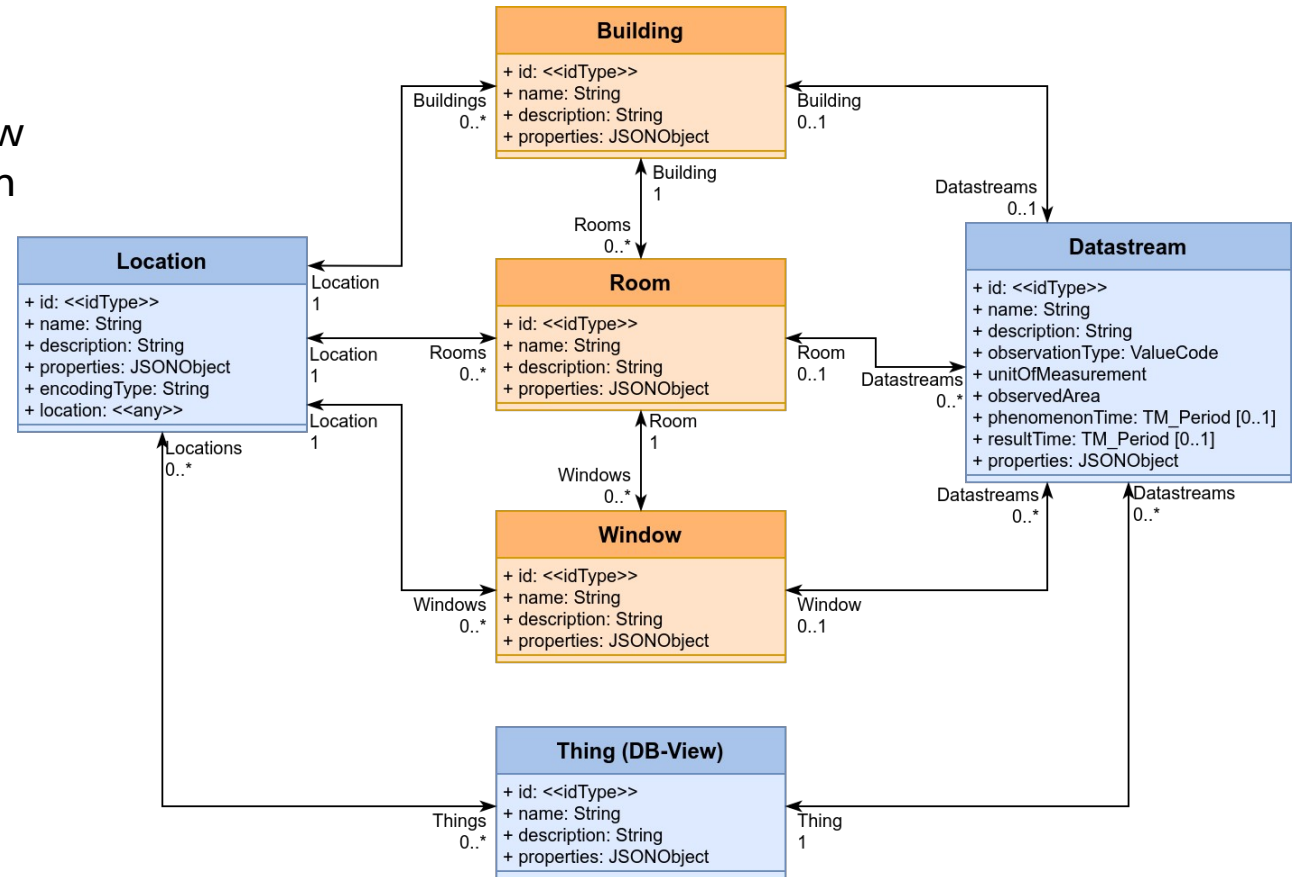 Building
+ id: <<idType>>
+ name: String
+ description: String
+ properties: JSONObject
Buildings
0..*
Building
0..1
w
n
Building
1
Datastreams
0..1
Rooms
0..*
Location
+ id: <<idType>>
+ name: String
+ description: String
+ properties: JSONObject
+ encodingType: String
+ location: <<any>>
Location
1
Location
1
Location
1
Rooms
0..*
Room
+ id: <<idType>>
+ name: String
+ description: String
+ properties: JSONObject
Room
0..1
Datastreams
0..*
Datastream
+ id: <<idType>>
+ name: String
+ description: String
+ observationType: ValueCode
+ unitOfMeasurement
+ observedArea
+ phenomenonTime: TM_Period [0..1]
+ resultTime: TM_Period [0..1]
+ properties: JSONObject
Locations
0..*
Room
1
Windows
0..*
Datastreams
0..*
Datastreams
0..*
Window
+ id: <<idType>>
+ name: String
+ description: String
+ properties: JSONObject
Windows
0..*
Window
0..1
Thing (DB-View)
+ id: <<idType>>
+ name: String
+ description: String
+ properties: JSONObject
Things
0..*
Thing
1